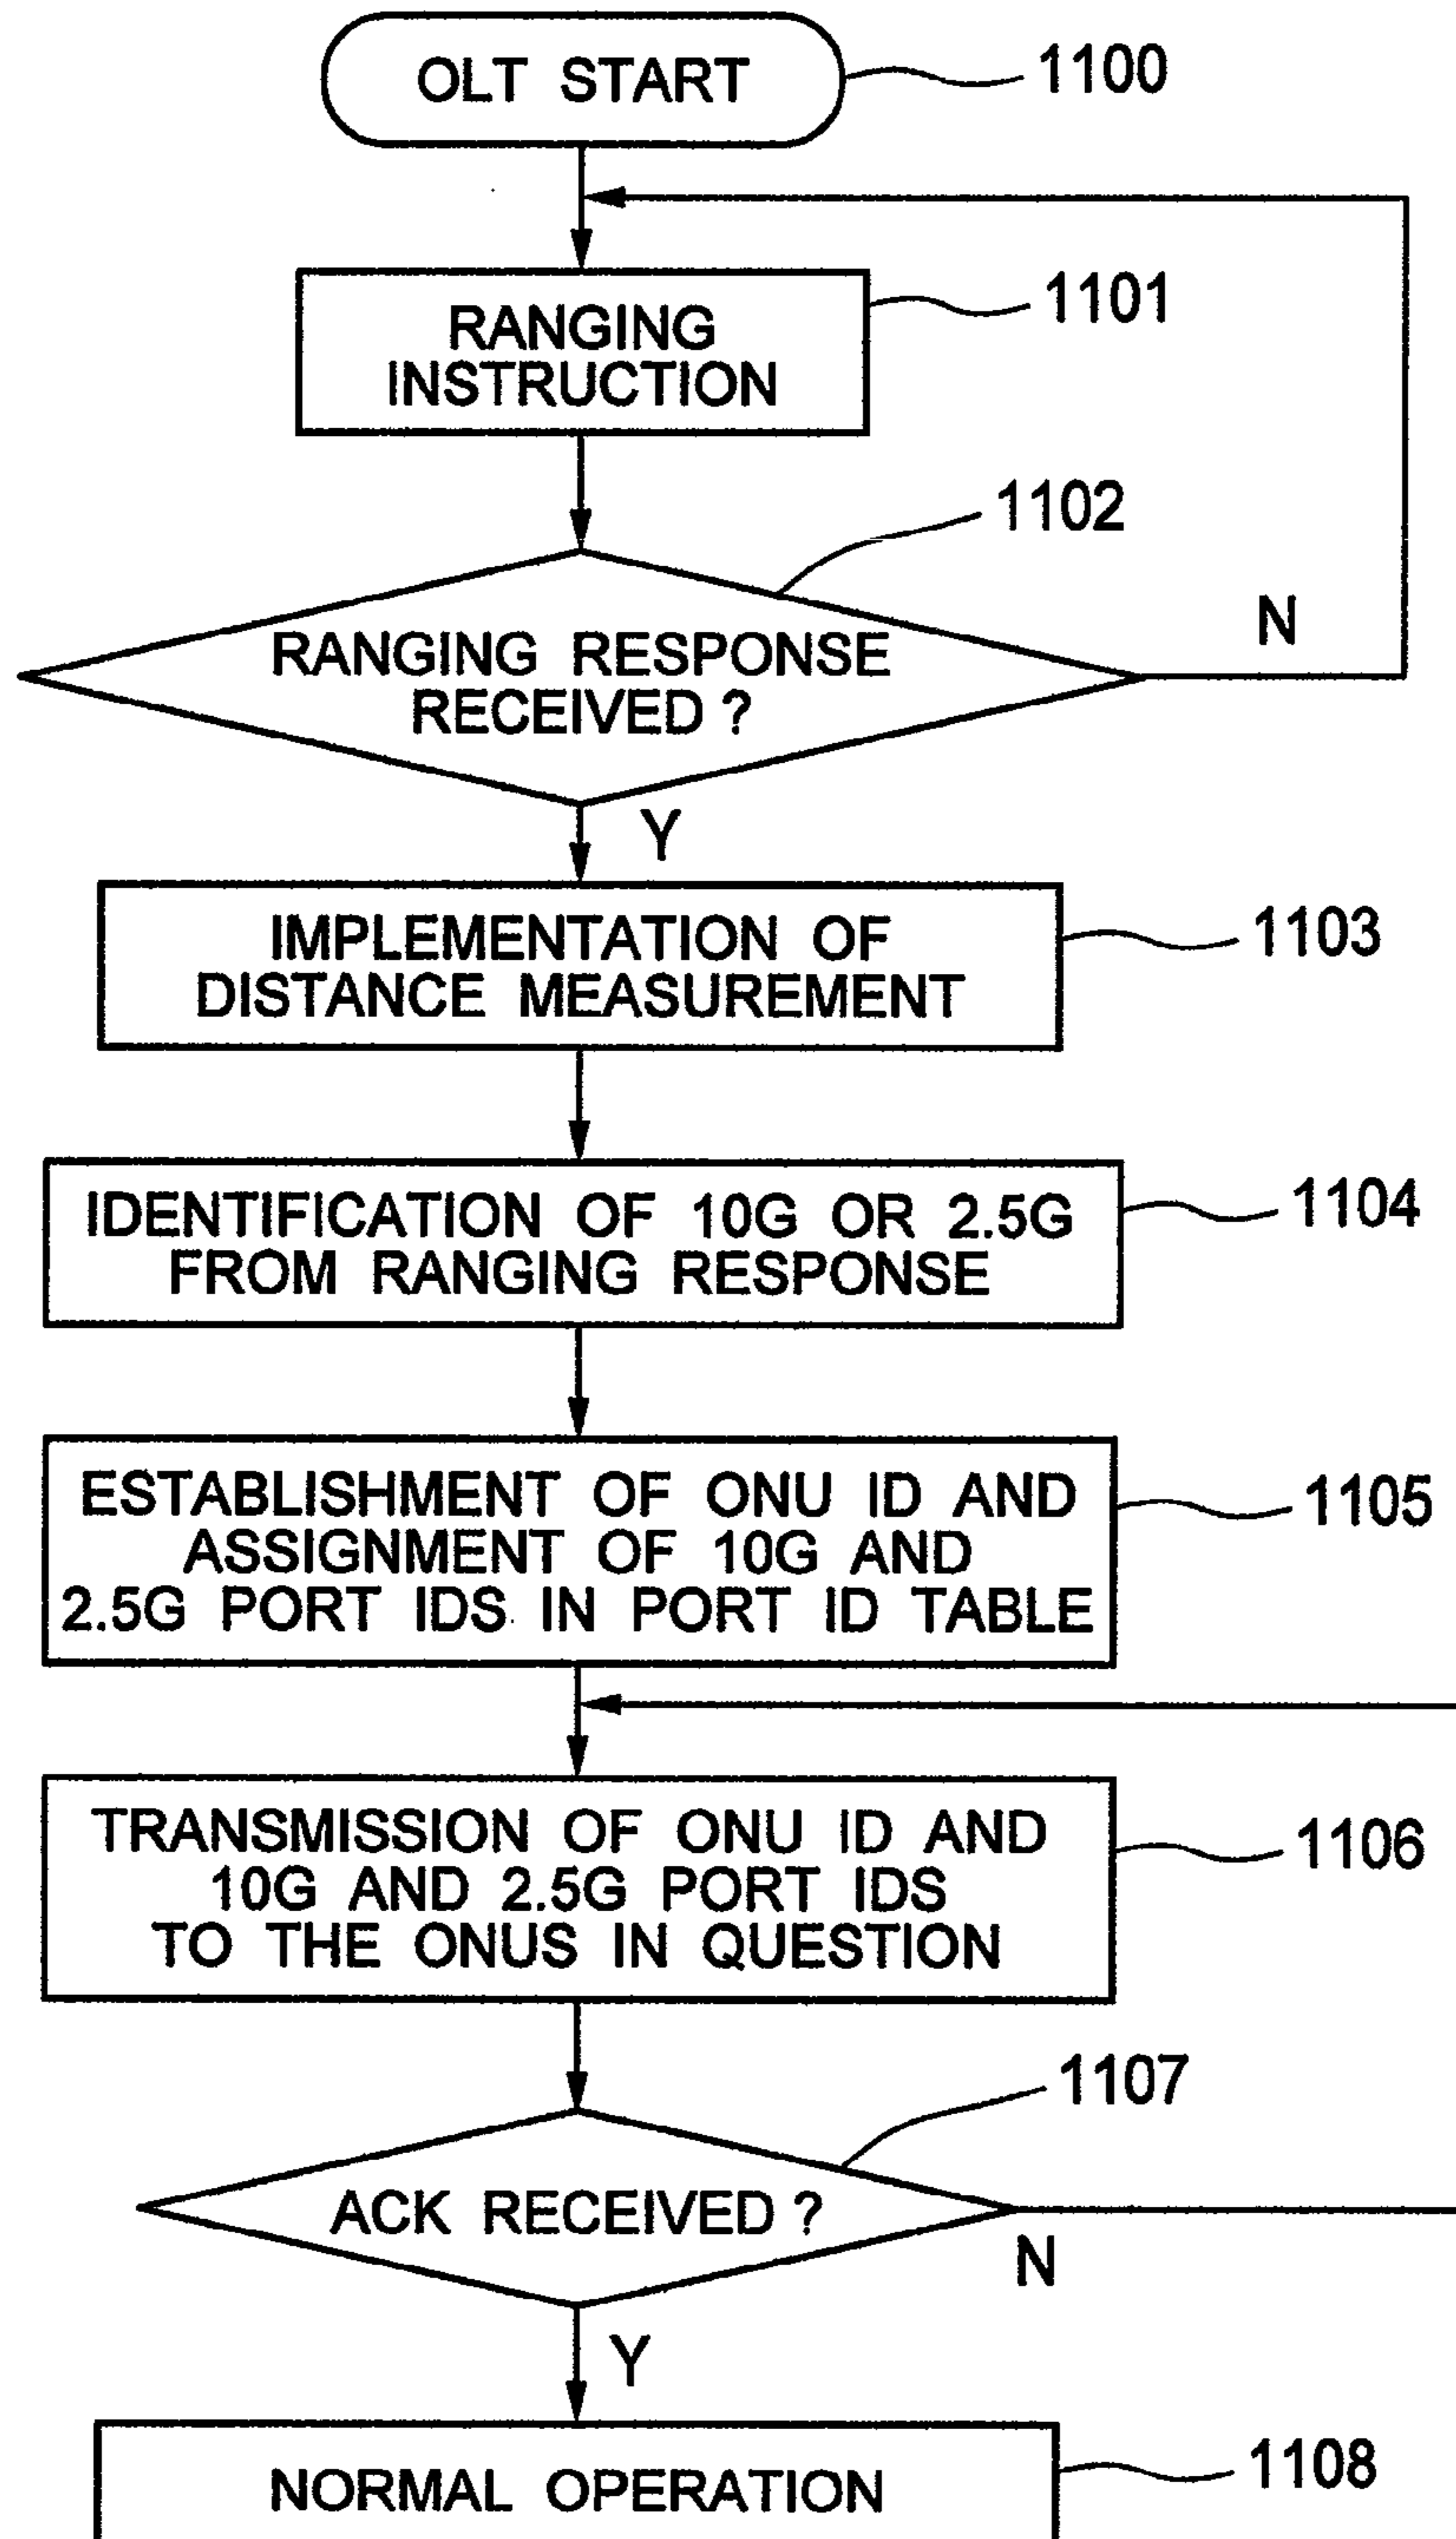 OLT START
1100
RANGING
INSTRUCTION
1101
1102
RANGING RESPONSE
RECEIVED ?
N
Y
IMPLEMENTATION OF
DISTANCE MEASUREMENT
1103
IDENTIFICATION OF 10G OR 2.5G
FROM RANGING RESPONSE
1104
ESTABLISHMENT OF ONU ID AND
ASSIGNMENT OF 10G AND
2.5G PORT IDS IN PORT ID TABLE
1105
TRANSMISSION OF ONU ID AND
10G AND 2.5G PORT IDS
TO THE ONUS IN QUESTION
1106
1107
ACK RECEIVED ?
N
Y
NORMAL OPERATION
1108